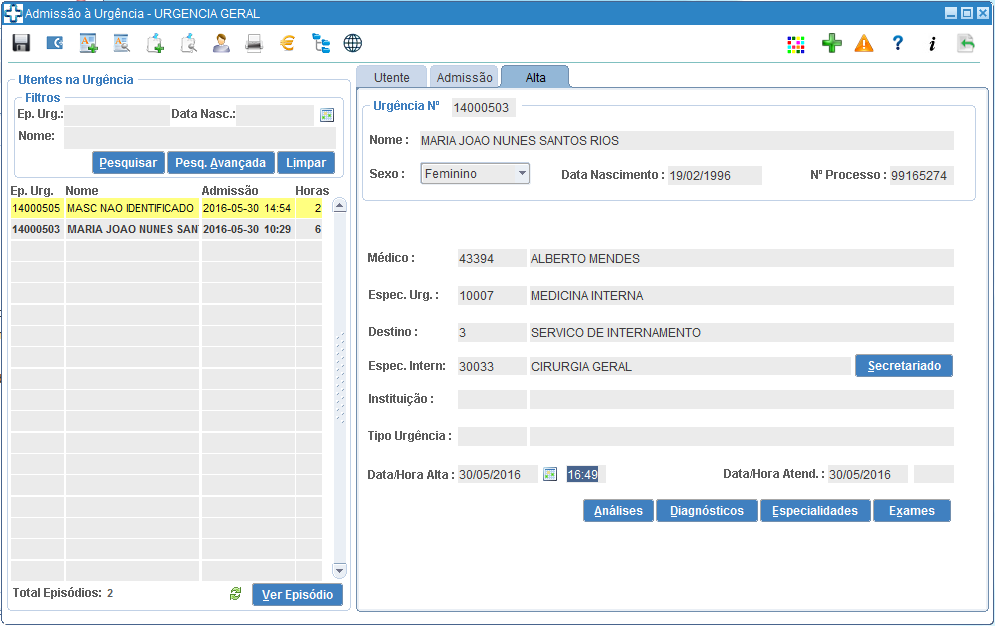 Admissão à Urgência - URGENCIA GERAL
Utentes na Urgência
Filtros
Ep. Urg.: Data Nasc.:
Nome:
Pesquisar Pesq. Avançada Limpar
Ep. Urg. Nome Admissão Horas
14000505 MASC NAO IDENTIFICADO 2016-05-30 14:54 2
14000503 MARIA JOAO NUNES SAN 2016-05-30 10:29 6
Total Episódios: 2 Ver Episódio
Utente Admissão Alta
Urgência Nº 14000503
Nome : MARIA JOAO NUNES SANTOS RIOS
Sexo : Feminino Data Nascimento : 19/02/1996 Nº Processo : 99165274
Médico : 43394 ALBERTO MENDES
Espec. Urg. : 10007 MEDICINA INTERNA
Destino : 3 SERVICO DE INTERNAMENTO
Espec. Intern: 30033 CIRURGIA GERAL Secretariado
Instituição :
Tipo Urgência :
Data/Hora Alta : 30/05/2016 16:49 Data/Hora Atend. : 30/05/2016
Análises Diagnósticos Especialidades Exames